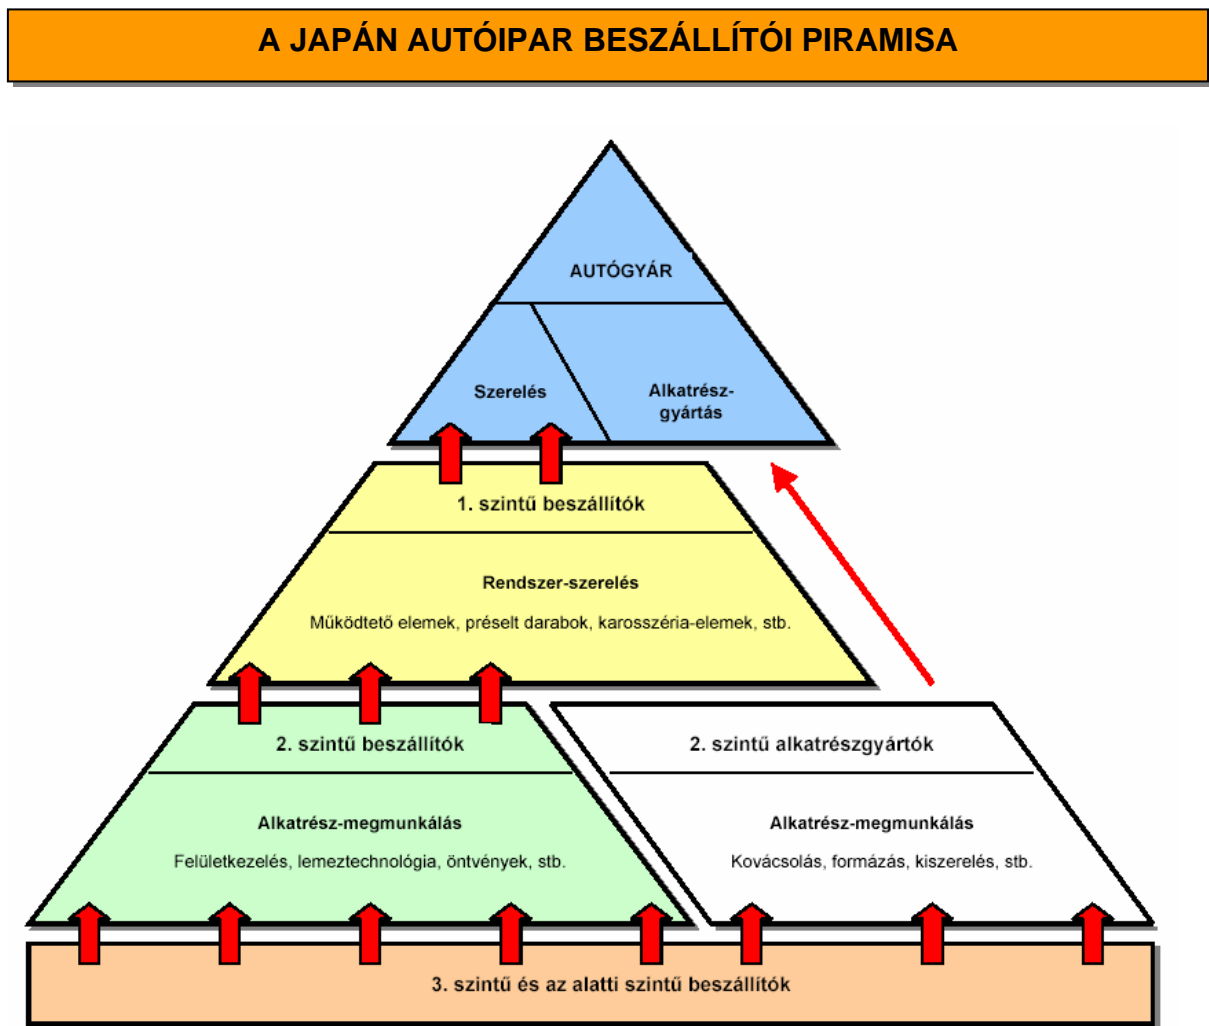 A JAPÁN AUTÓIPAR BESZÁLLÍTÓI PIRAMISA
AUTÓGYÁR
Szerelés
Alkatrész-
gyártás
1. szintű beszállítók
Rendszer-szerelés
Működtető elemek, préselt darabok, karosszéria-elemek, stb.
2. szintű beszállítók
Alkatrész-megmunkálás
Felületkezelés, lemeztechnológia, öntvények, stb.
2. szintű alkatrészgyártók
Alkatrész-megmunkálás
Kovácsolás, formázás, kiszerelés, stb.
3. szintű és az alatti szintű beszállítók